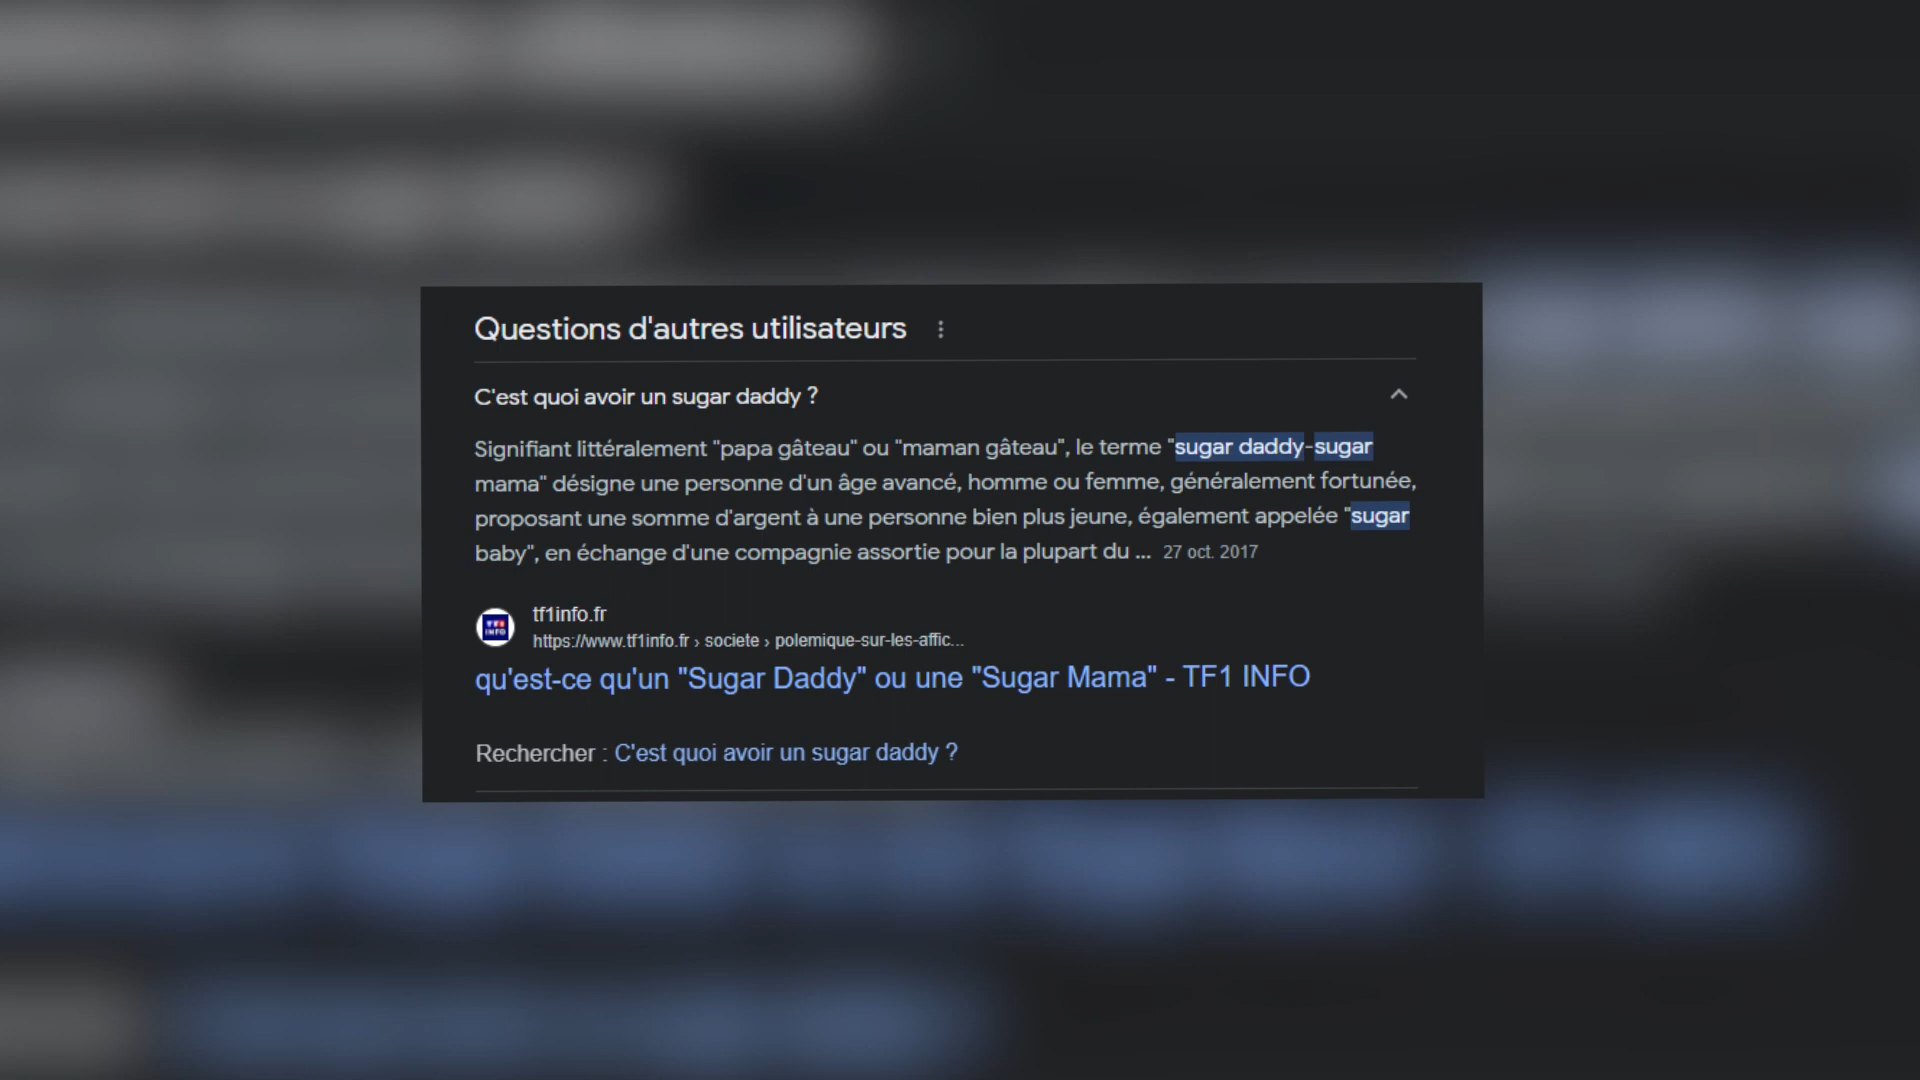 Questions d'autres utilisateurs
C'est quoi avoir un sugar daddy ?
Signifiant littéralement "papa gâteau" ou "maman gâteau", le terme "sugar daddy-sugar
mama" désigne une personne d'un âge avancé, homme ou femme, généralement fortunée,
proposant une somme d'argent à une personne bien plus jeune, également appelée "sugar
baby", en échange d'une compagnie assortie pour la plupart du ... 27 oct. 2017
TF1
INFO
tf1info.fr
https://www.tf1info.fr › societe › polemique-sur-les-affic...
qu'est-ce qu'un "Sugar Daddy" ou une "Sugar Mama" - TF1 INFO
Rechercher : C'est quoi avoir un sugar daddy ?